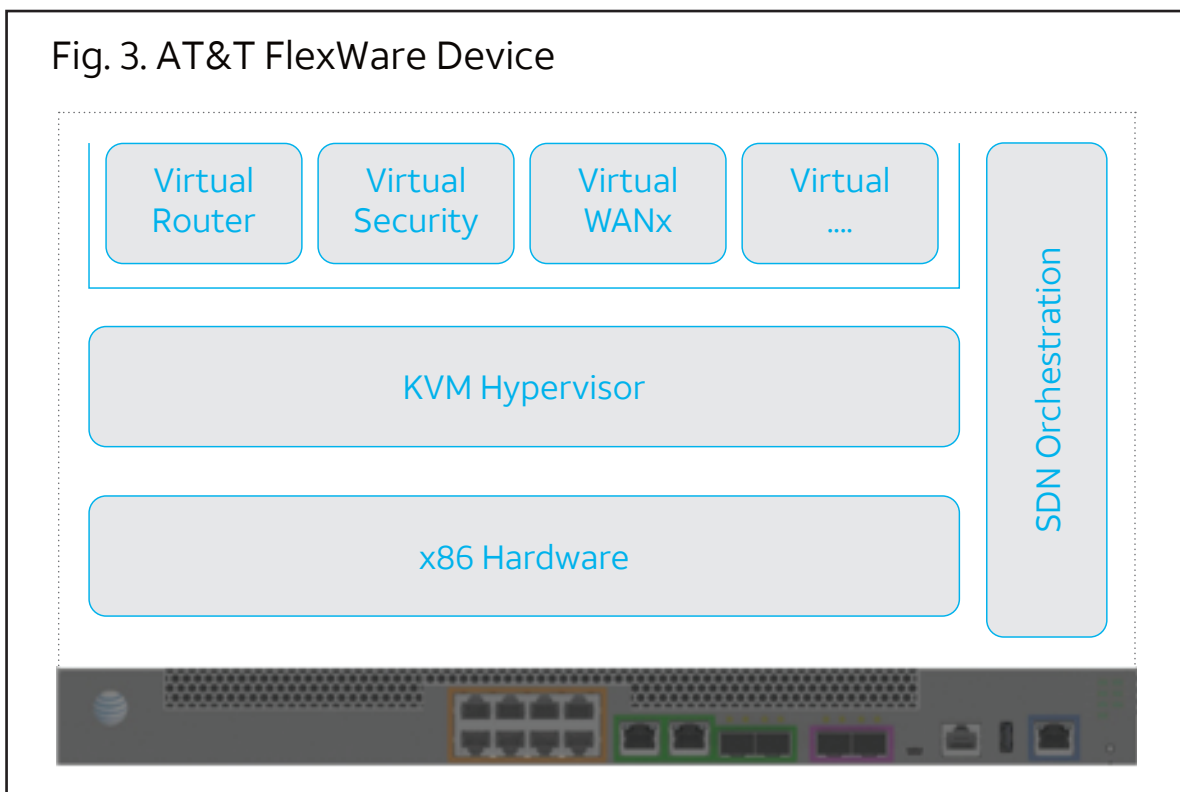 Fig. 3. AT&T FlexWare Device
Virtual
Router
Virtual
Security
Virtual
WANx
Virtual
....
SDN Orchestration
KVM Hypervisor
x86 Hardware